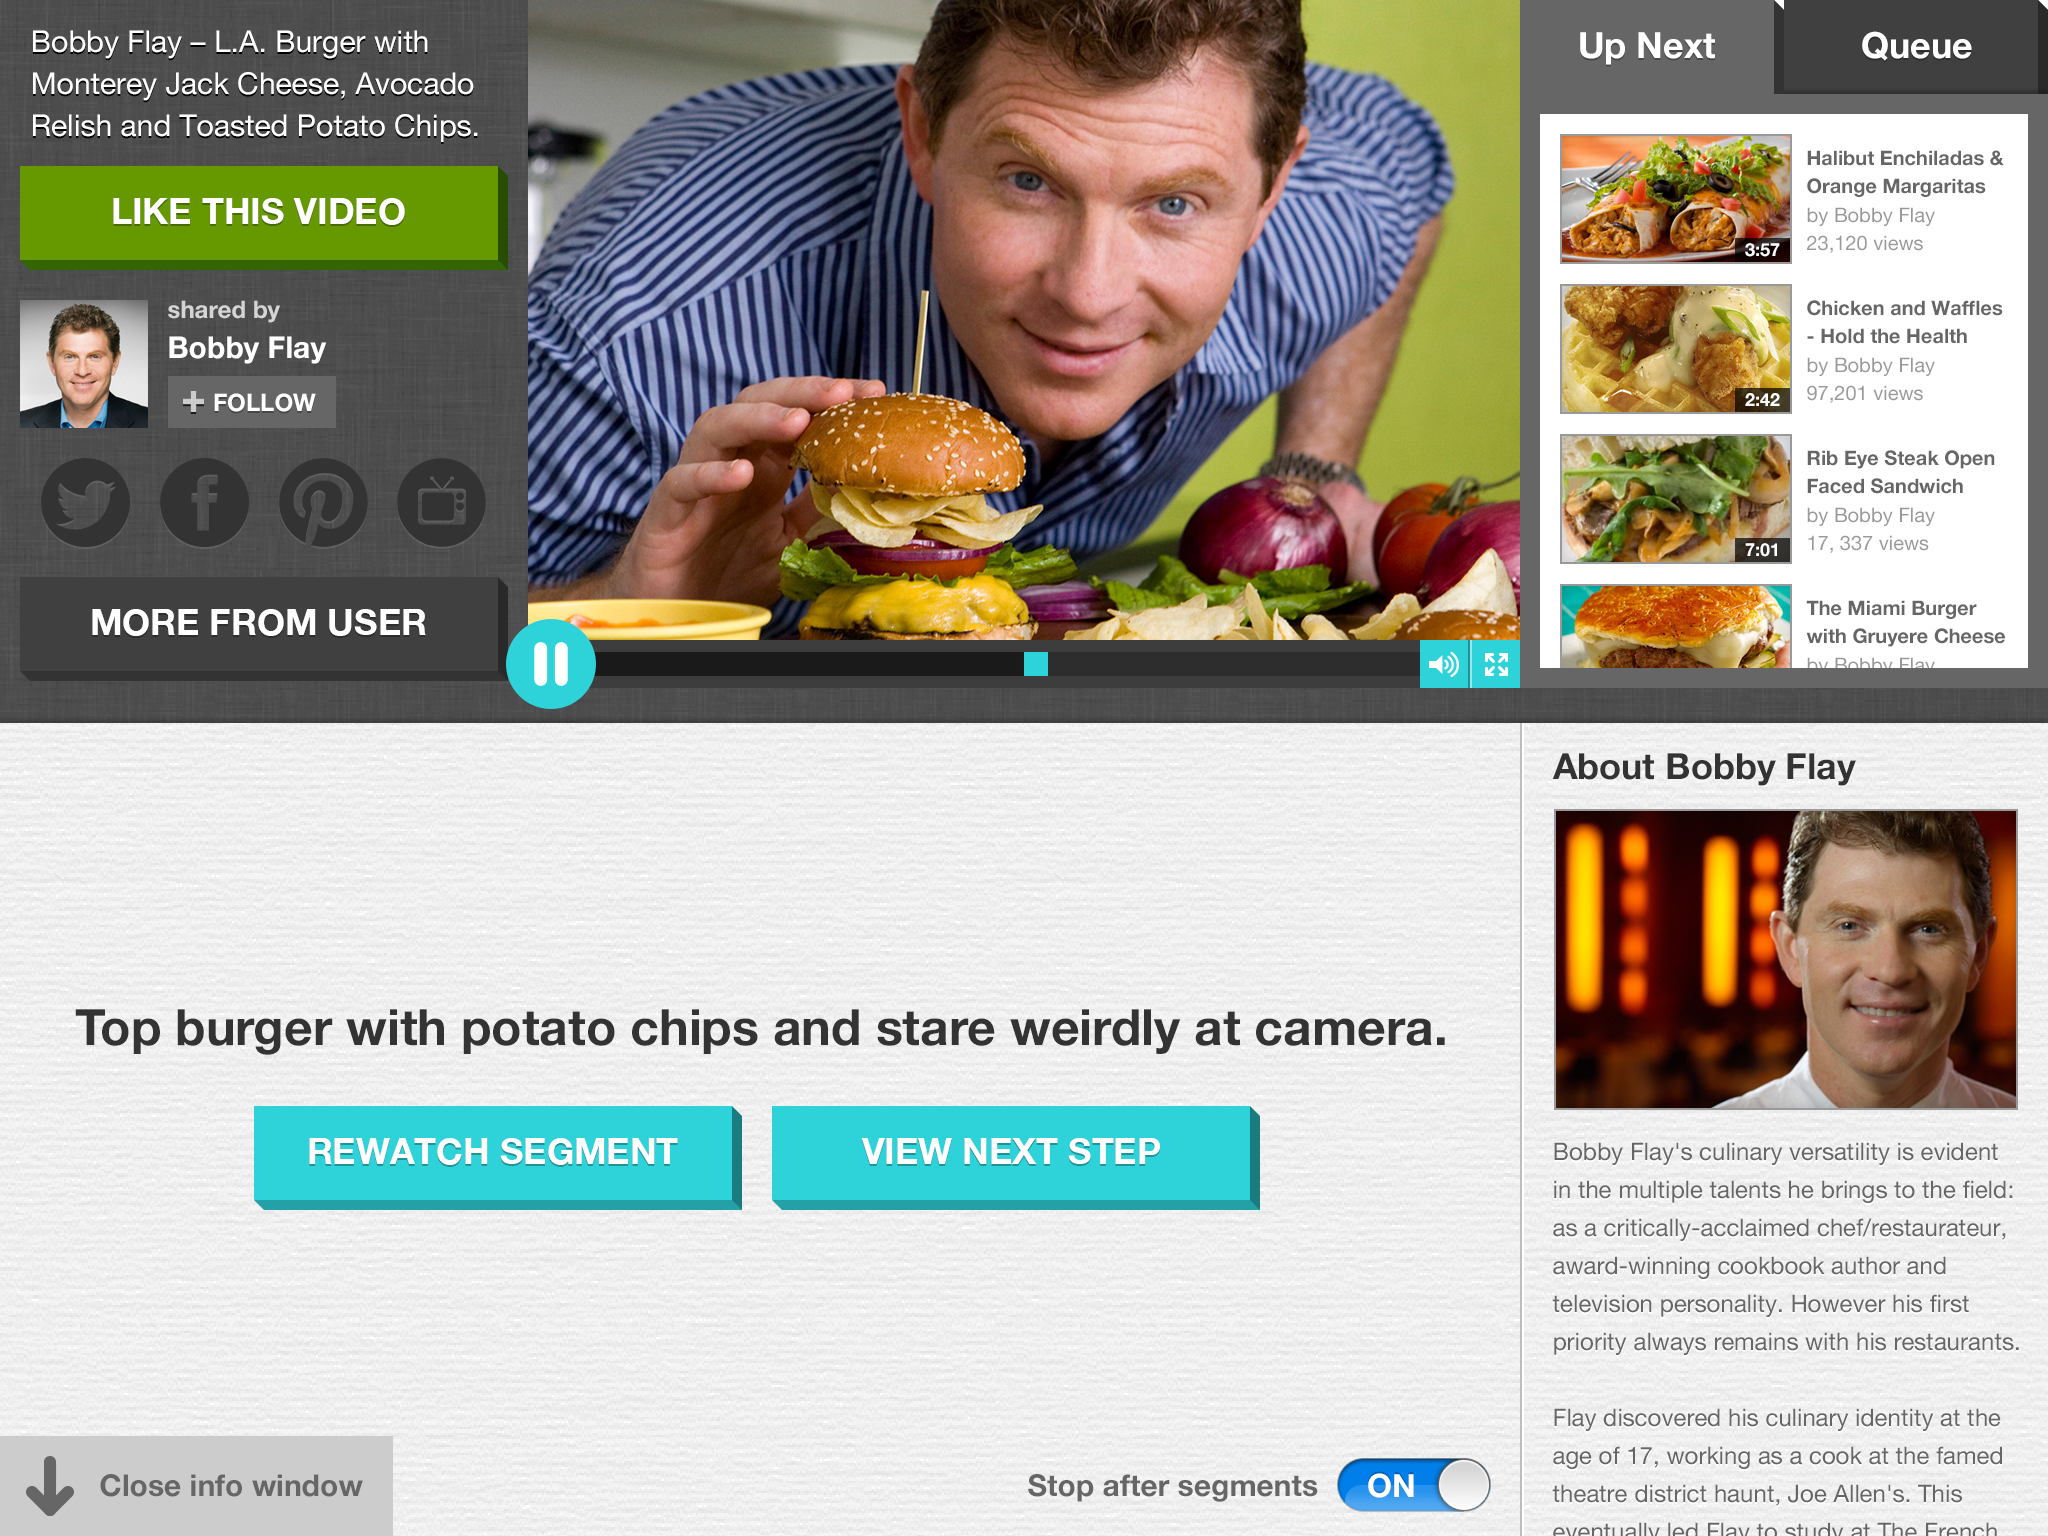 Bobby Flay – L.A. Burger with
Monterey Jack Cheese, Avocado
Relish and Toasted Potato Chips.
LIKE THIS VIDEO
shared by
Bobby Flay
+ FOLLOW
MORE FROM USER
Up Next
Queue
3:57
Halibut Enchiladas &
Orange Margaritas
by Bobby Flay
23,120 views
2:42
Chicken and Waffles
- Hold the Health
by Bobby Flay
97,201 views
7:01
Rib Eye Steak Open
Faced Sandwich
by Bobby Flay
17, 337 views
The Miami Burger
with Gruyere Cheese
by Bobby Flay
Top burger with potato chips and stare weirdly at camera.
REWATCH SEGMENT
VIEW NEXT STEP
Close info window
Stop after segments
ON
About Bobby Flay
Bobby Flay's culinary versatility is evident
in the multiple talents he brings to the field:
as a critically-acclaimed chef/restaurateur,
award-winning cookbook author and
television personality. However his first
priority always remains with his restaurants.
Flay discovered his culinary identity at the
age of 17, working as a cook at the famed
theatre district haunt, Joe Allen's. This
eventually led Flay to study at The French